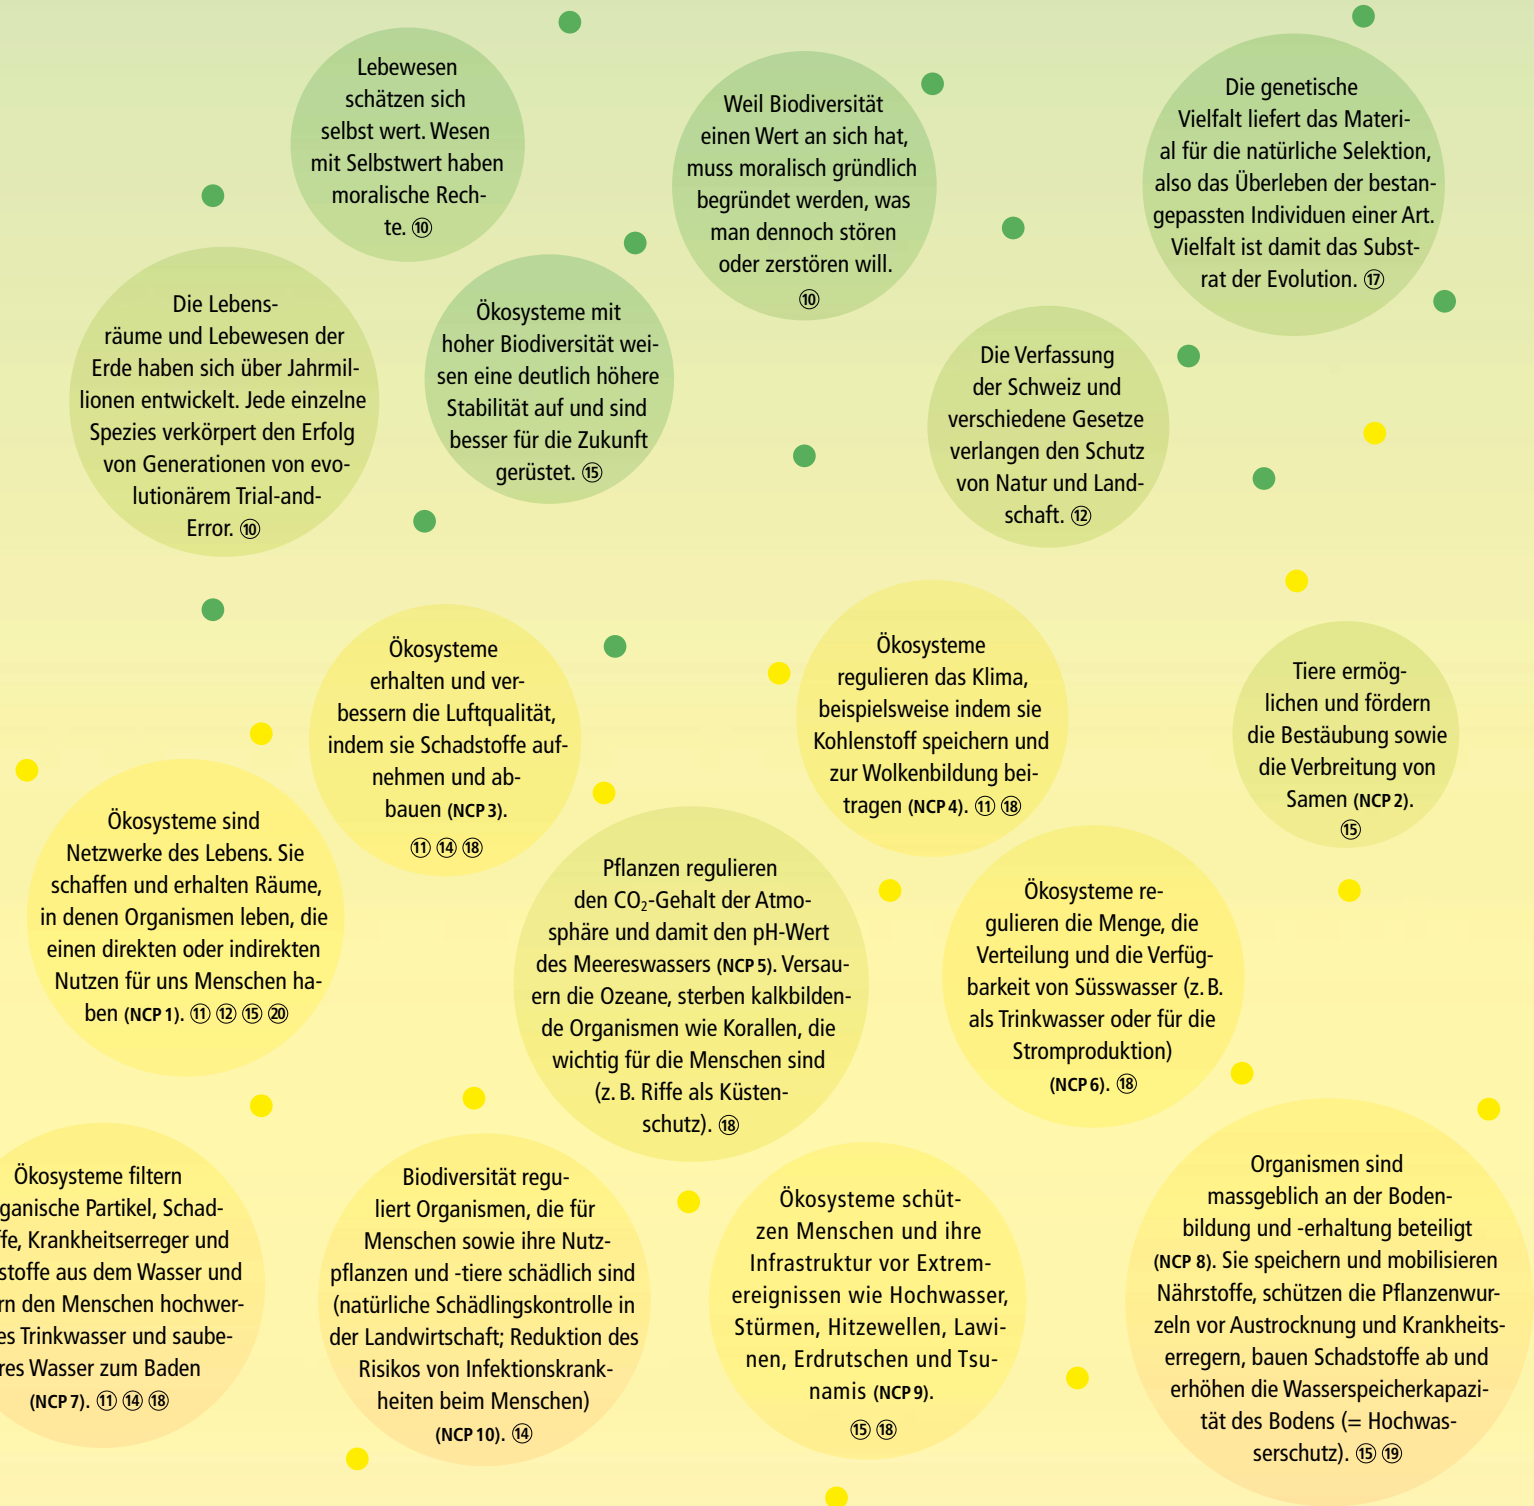 Lebewesen
schätzen sich
selbst wert. Wesen
mit Selbstwert haben
moralische Rech-
te. ⑩
Weil Biodiversität
einen Wert an sich hat,
muss moralisch gründlich
begründet werden, was
man dennoch stören
oder zerstören will.
⑩
Die genetische
Vielfalt liefert das Materi-
al für die natürliche Selektion,
also das Überleben der bestan-
gepassten Individuen einer Art.
Vielfalt ist damit das Subst-
rat der Evolution. ⑰
Die Lebens-
räume und Lebewesen der
Erde haben sich über Jahrmil-
lionen entwickelt. Jede einzelne
Spezies verkörpert den Erfolg
von Generationen von evo-
lutionärem Trial-and-
Error. ⑩
Ökosysteme mit
hoher Biodiversität wei-
sen eine deutlich höhere
Stabilität auf und sind
besser für die Zukunft
gerüstet. ⑮
Die Verfassung
der Schweiz und
verschiedene Gesetze
verlangen den Schutz
von Natur und Land-
schaft. ⑫
Ökosysteme
erhalten und ver-
bessern die Luftqualität,
indem sie Schadstoffe auf-
nehmen und ab-
bauen (NCP 3).
⑪ ⑭ ⑱
Ökosysteme
regulieren das Klima,
beispielsweise indem sie
Kohlenstoff speichern und
zur Wolkenbildung bei-
tragen (NCP 4). ⑪ ⑱
Tiere ermög-
lichen und fördern
die Bestäubung sowie
die Verbreitung von
Samen (NCP 2).
⑮
Ökosysteme sind
Netzwerke des Lebens. Sie
schaffen und erhalten Räume,
in denen Organismen leben, die
einen direkten oder indirekten
Nutzen für uns Menschen ha-
ben (NCP 1). ⑪ ⑫ ⑮ ⑳
Pflanzen regulieren
den CO₂-Gehalt der Atmo-
sphäre und damit den pH-Wert
des Meereswassers (NCP 5). Versau-
ern die Ozeane, sterben kalkbilden-
de Organismen wie Korallen, die
wichtig für die Menschen sind
(z. B. Riffe als Küsten-
schutz). ⑱
Ökosysteme re-
gulieren die Menge, die
Verteilung und die Verfüg-
barkeit von Süsswasser (z. B.
als Trinkwasser oder für die
Stromproduktion)
(NCP 6). ⑱
Ökosysteme filtern
Partikel, Schad-
Krankheitserreger und
aus dem Wasser und
den Menschen hochwer-
Trinkwasser und saube-
res Wasser zum Baden
(NCP 7). ⑪ ⑭ ⑱
Biodiversität regu-
liert Organismen, die für
Menschen sowie ihre Nutz-
pflanzen und -tiere schädlich sind
(natürliche Schädlingskontrolle in
der Landwirtschaft; Reduktion des
Risikos von Infektionskrank-
heiten beim Menschen)
(NCP 10). ⑭
Ökosysteme schüt-
zen Menschen und ihre
Infrastruktur vor Extrem-
ereignissen wie Hochwasser,
Stürmen, Hitzewellen, Lawi-
nen, Erdrutschen und Tsu-
namis (NCP 9).
⑮ ⑱
Organismen sind
massgeblich an der Boden-
bildung und -erhaltung beteiligt
(NCP 8). Sie speichern und mobilisieren
Nährstoffe, schützen die Pflanzenwur-
zeln vor Austrocknung und Krankheits-
erregern, bauen Schadstoffe ab und
erhöhen die Wasserspeicherkapazi-
tät des Bodens (= Hochwas-
serschutz). ⑮ ⑲